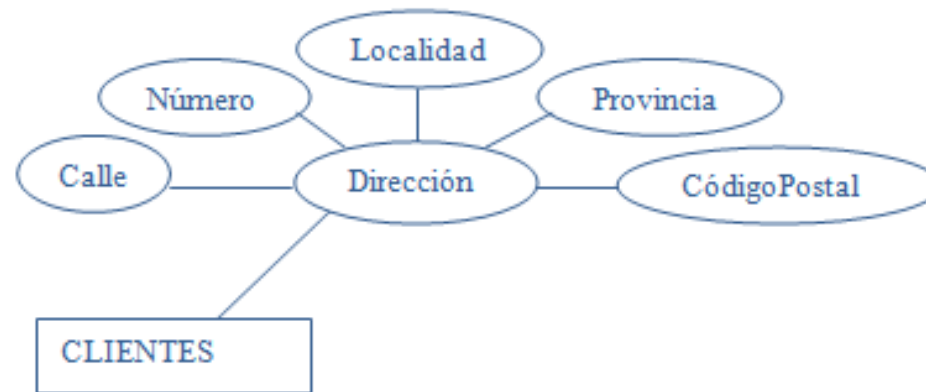 Localidad
Número
Provincia
Calle
Dirección
CódigoPostal
CLIENTES